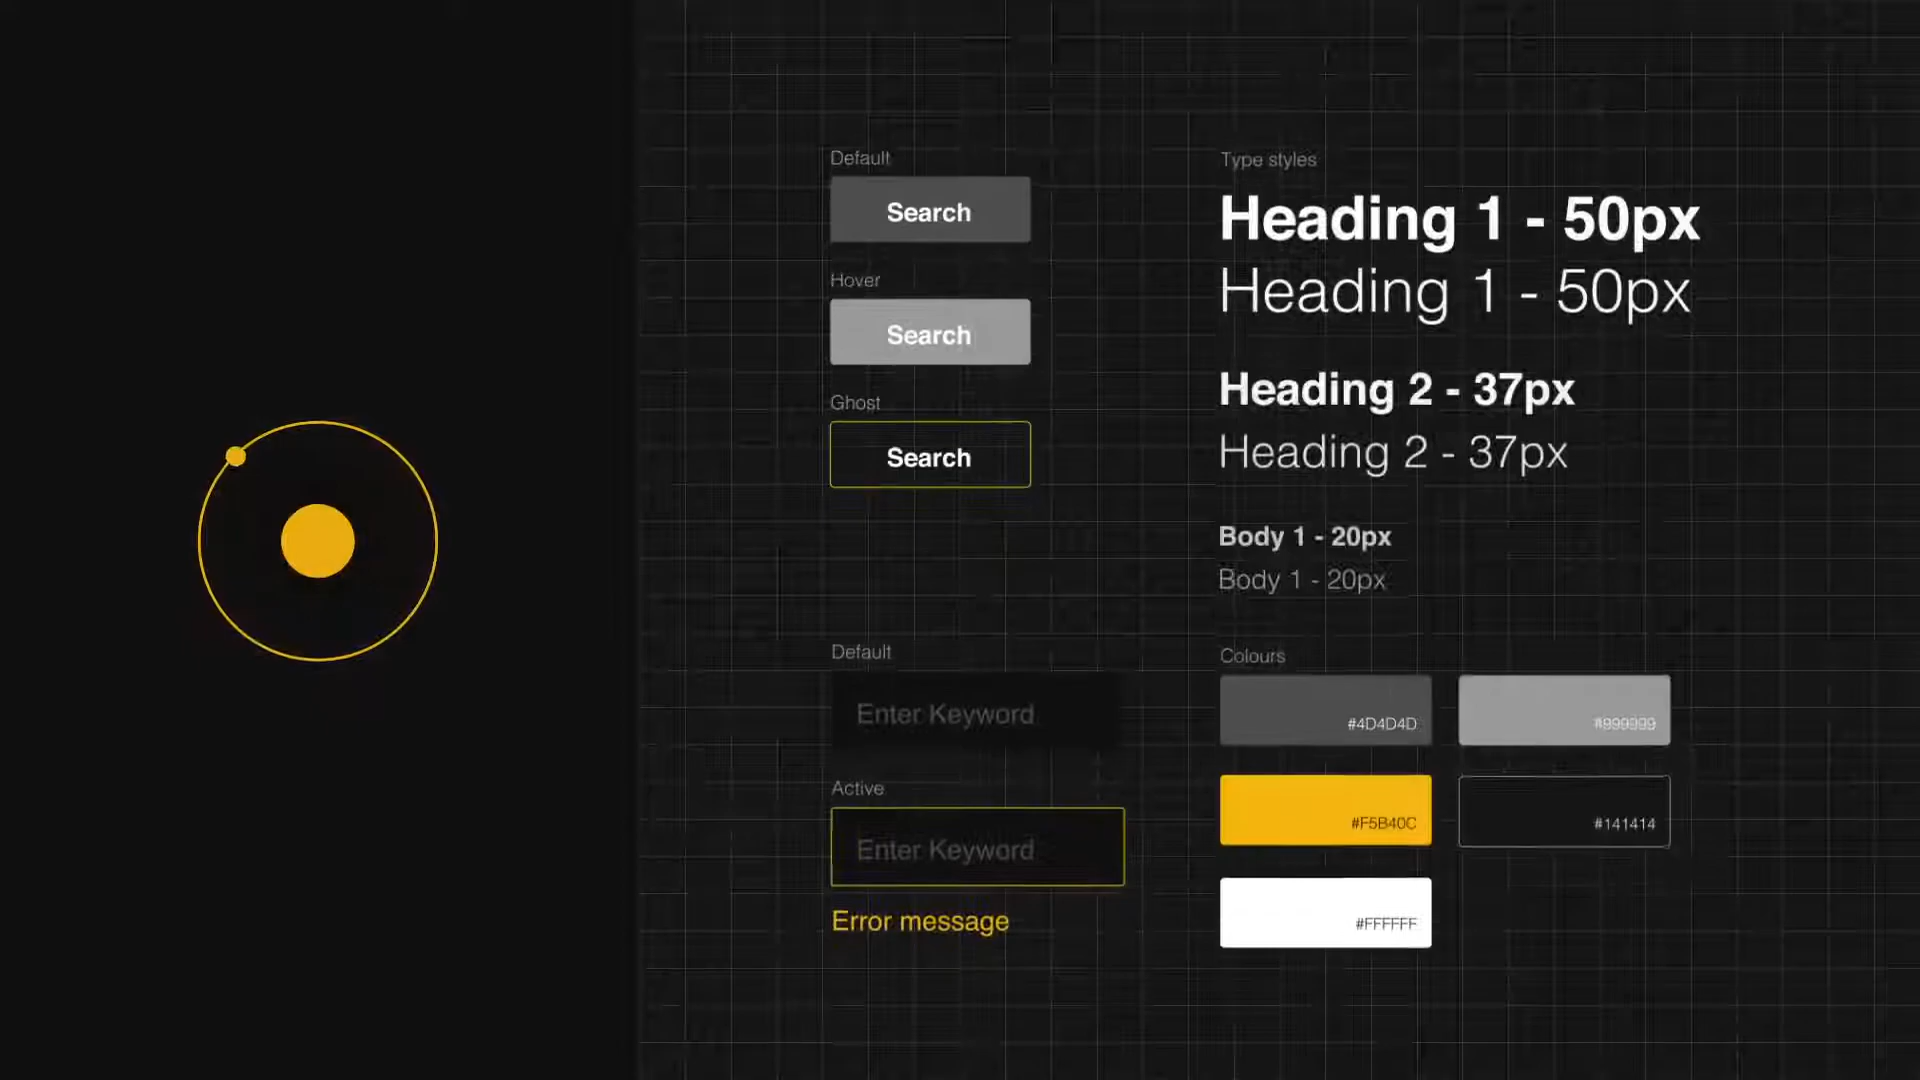 Default
Search
Hover
Search
Ghost
Search
Default
Enter Keyword
Active
Enter Keyword
Error message
Type styles
Heading 1 - 50px
Heading 1 - 50px
Heading 2 - 37px
Heading 2 - 37px
Body 1 - 20px
Body 1 - 20px
Colours
#4D4D4D
#999999
#F5B40C
#141414
#FFFFFF